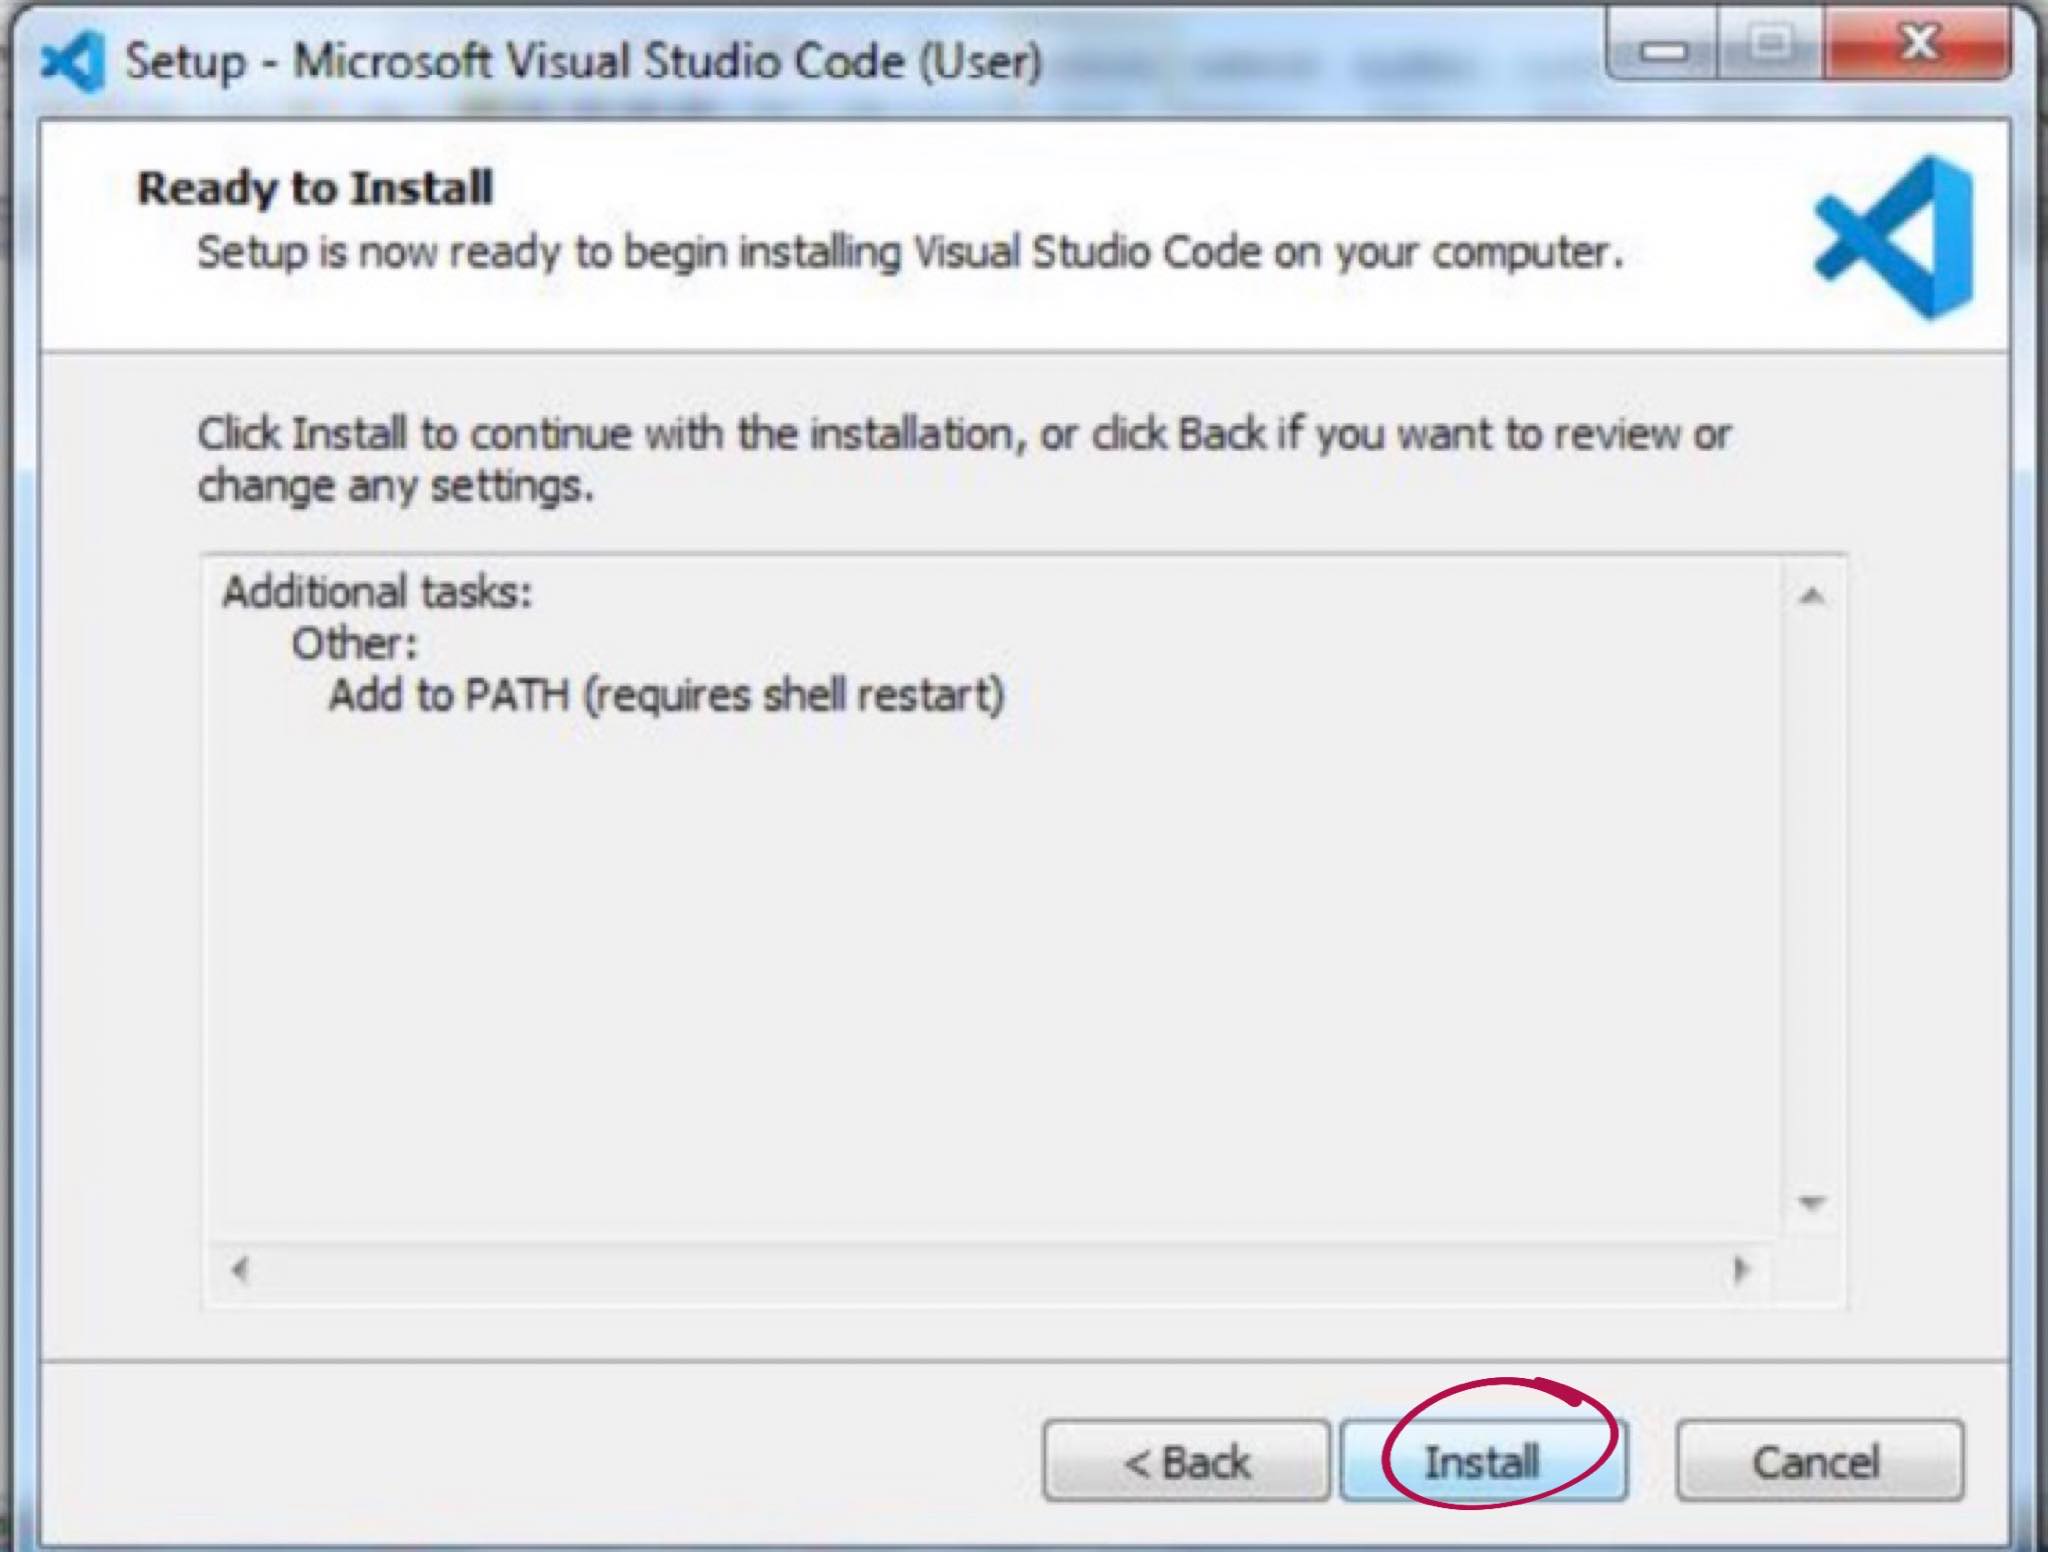 Setup - Microsoft Visual Studio Code (User)
Ready to Install
Setup is now ready to begin installing Visual Studio Code on your computer.
Click Install to continue with the installation, or click Back if you want to review or
change any settings.
Additional tasks:
Other:
Add to PATH (requires shell restart)
< Back
Install
Cancel